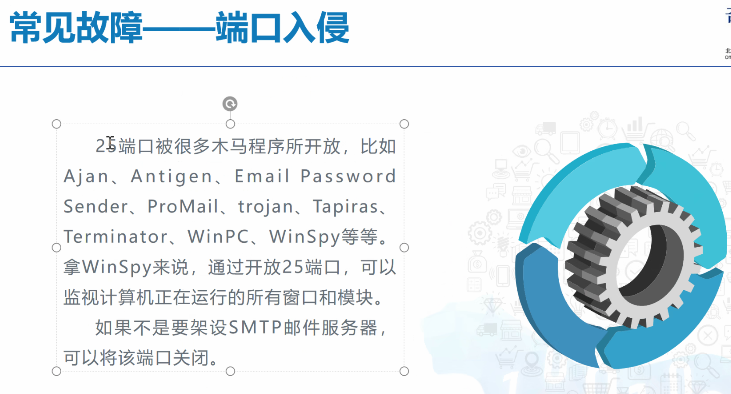 常见故障——端口入侵
25端口被很多木马程序所开放，比如
Ajan、Antigen、Email Password
Sender、ProMail、trojan、Tapiras、
Terminator、WinPC、WinSpy等等。
拿WinSpy来说，通过开放25端口，可以
监视计算机正在运行的所有窗口和模块。
如果不是要架设SMTP邮件服务器，
可以将该端口关闭。